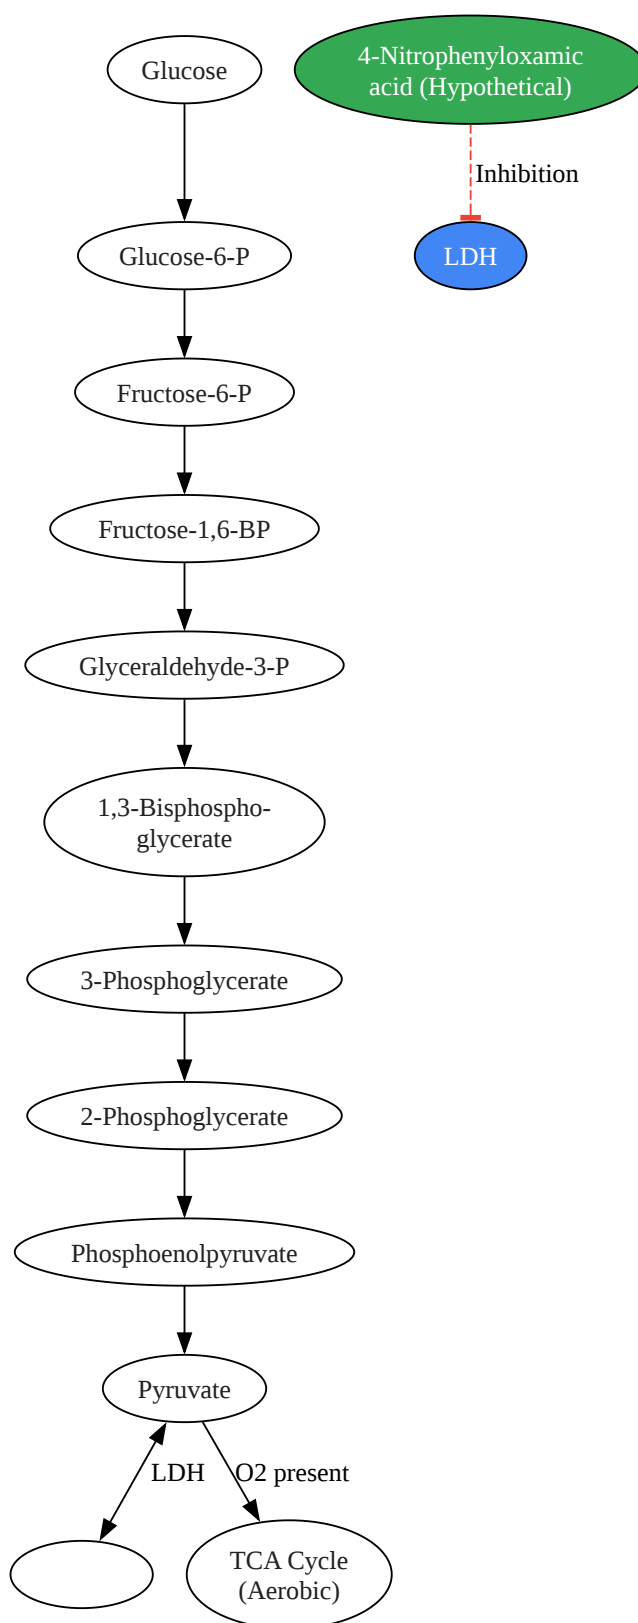 Glucose
4-Nitrophenyloxamic
acid (Hypothetical)
Inhibition
Glucose-6-P
LDH
Fructose-6-P
Fructose-1,6-BP
Glyceraldehyde-3-P
1,3-Bisphospho-
glycerate
3-Phosphoglycerate
2-Phosphoglycerate
Phosphoenolpyruvate
Pyruvate
LDH
O2 present
TCA Cycle
(Aerobic)